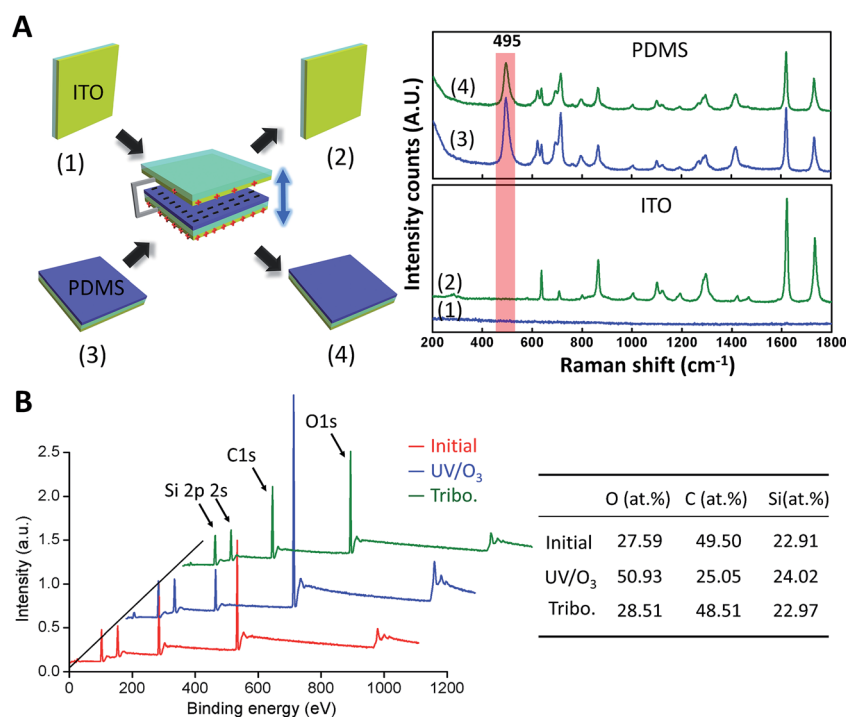 A
ITO
(1)
(2)
PDMS
(3)
(4)
495
PDMS
(4)
(3)
ITO
(2)
(1)
Intensity counts (A.U.)
200 400 600 800 1000 1200 1400 1600 1800
Raman shift (cm⁻¹)
B
2.5
2.0
1.5
1.0
0.5
0.0
Intensity (a.u.)
Si 2p 2s
C1s
O1s
Initial
UV/O₃
Tribo.
0 200 400 600 800 1000 1200
Binding energy (eV)
O (at.%) C (at.%) Si(at.%)
Initial 27.59 49.50 22.91
UV/O₃ 50.93 25.05 24.02
Tribo. 28.51 48.51 22.97